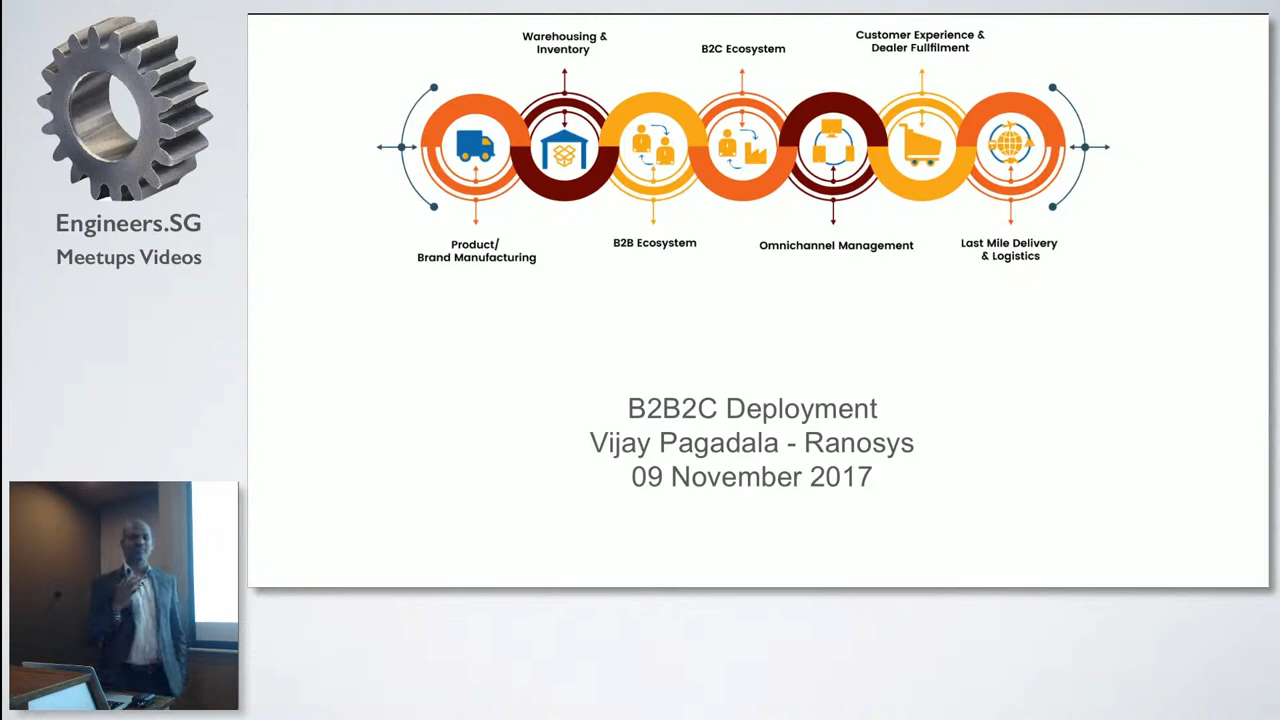 Engineers.SG
Meetups Videos
Warehousing &
Inventory
B2C Ecosystem
Customer Experience &
Dealer Fullfilment
Product/
Brand Manufacturing
B2B Ecosystem
Omnichannel Management
Last Mile Delivery
& Logistics
B2B2C Deployment
Vijay Pagadala - Ranosys
09 November 2017